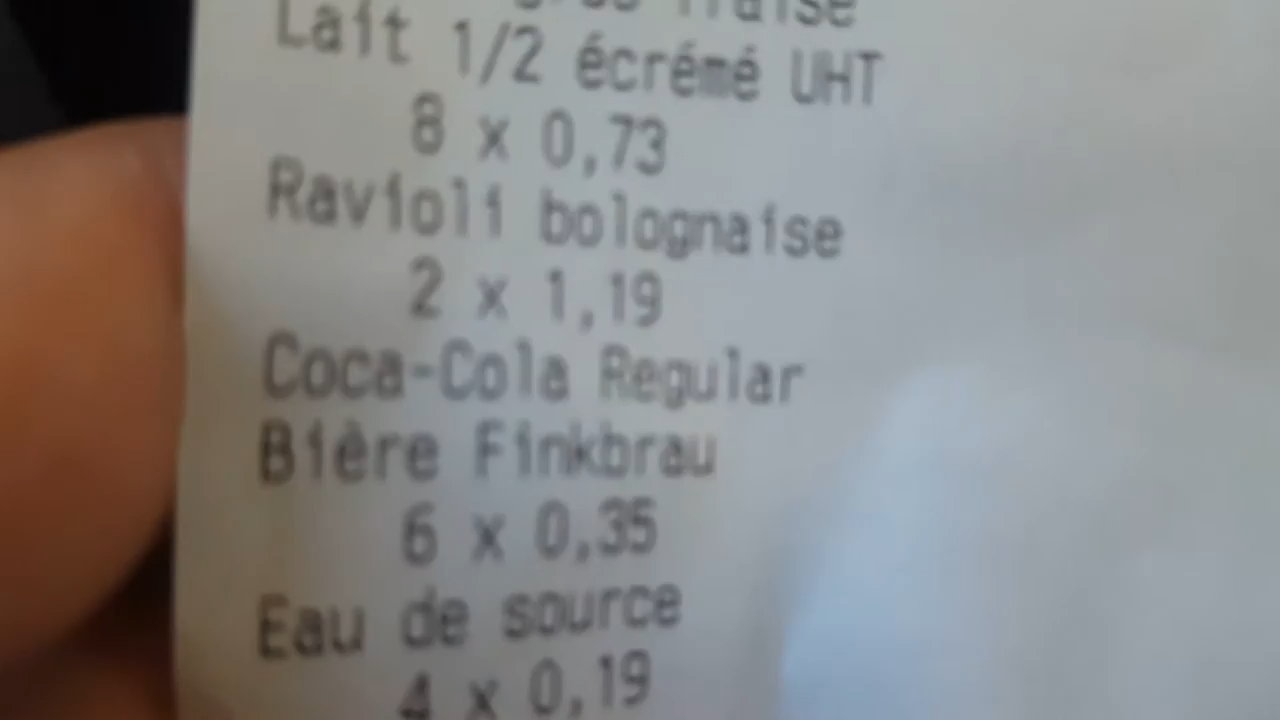 fraise
Lait 1/2 écrémé UHT
8 x 0,73
Ravioli bolognaise
2 x 1,19
Coca-Cola Regular
Bière Finkbrau
6 x 0,35
Eau de source
4 x 0,19